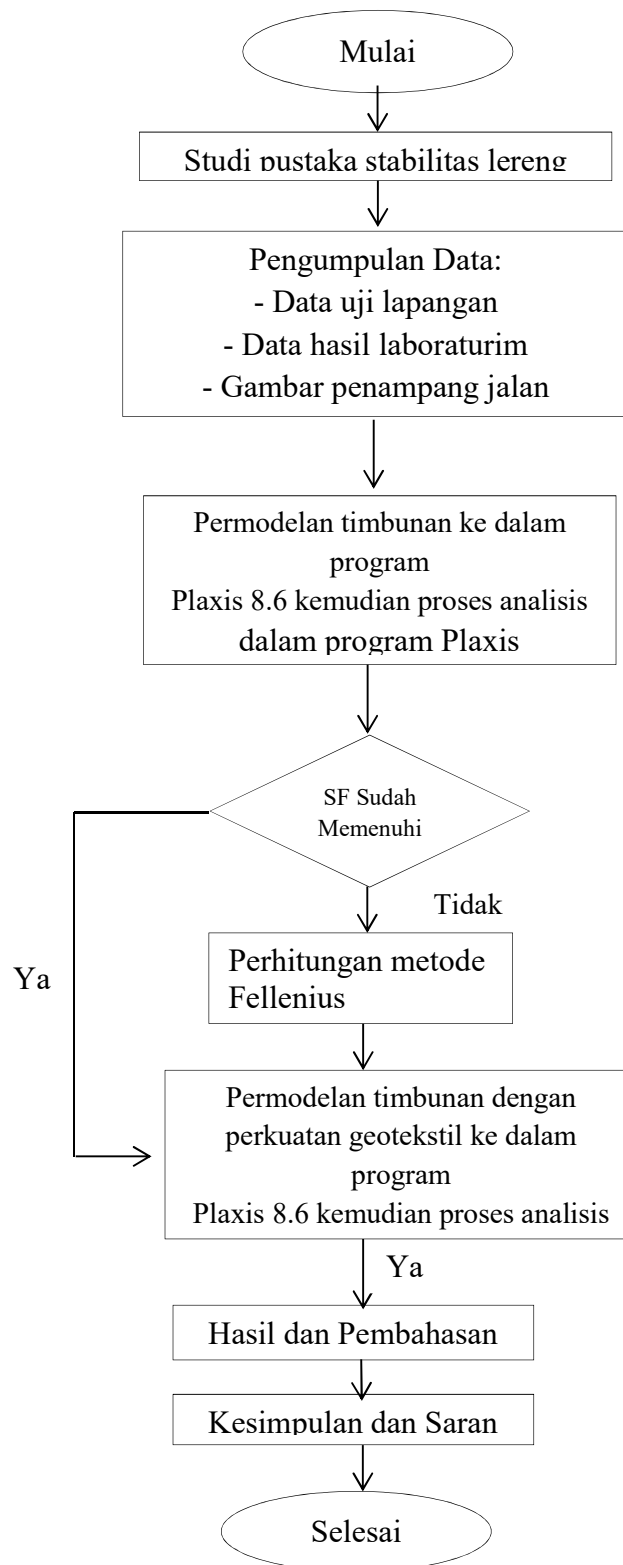 Mulai
Studi pustaka stabilitas lereng
Pengumpulan Data:
- Data uji lapangan
- Data hasil laboraturim
- Gambar penampang jalan
Permodelan timbunan ke dalam
program
Plaxis 8.6 kemudian proses analisis
dalam program Plaxis
SF Sudah
Memenuhi
Tidak
Ya
Perhitungan metode
Fellenius
Permodelan timbunan dengan
perkuatan geotekstil ke dalam
program
Plaxis 8.6 kemudian proses analisis
Ya
Hasil dan Pembahasan
Kesimpulan dan Saran
Selesai